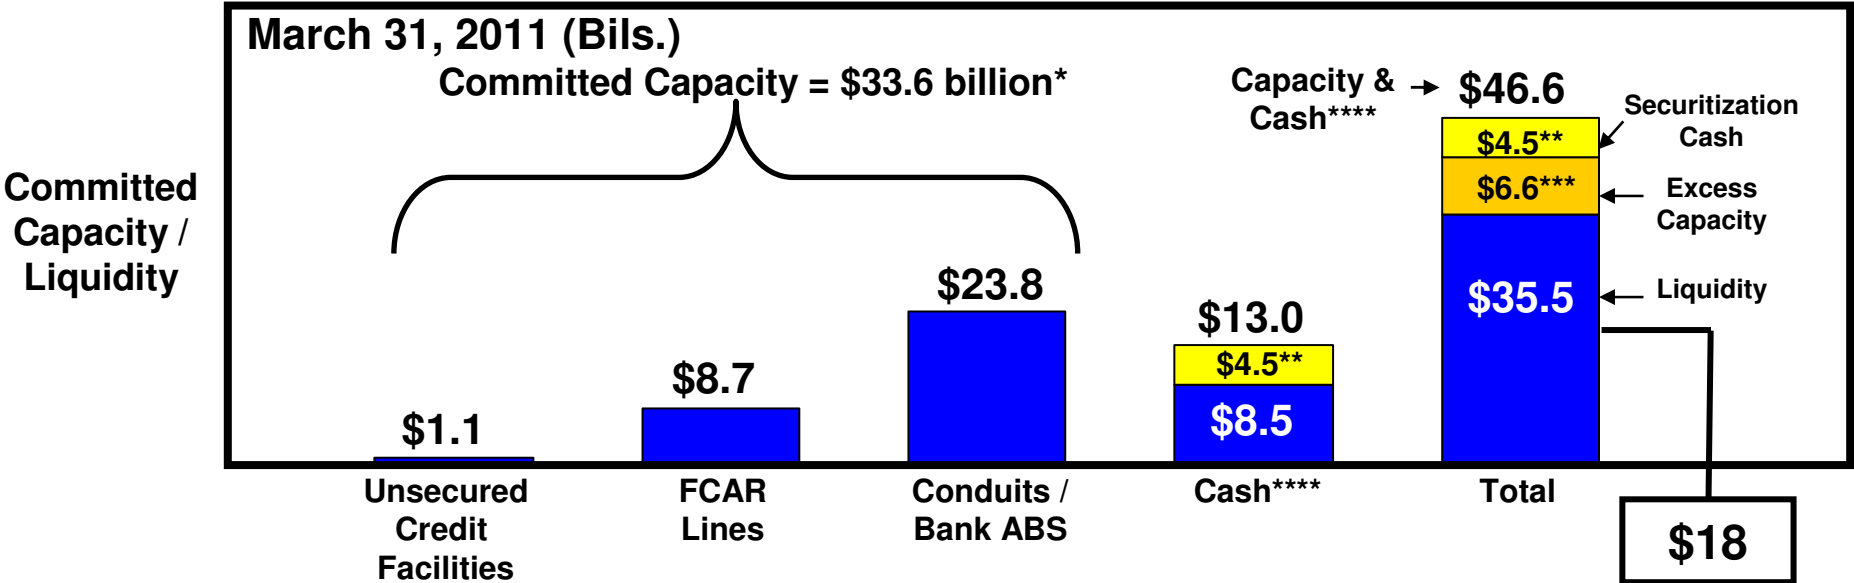 March 31, 2011 (Bils.)
Committed Capacity = $33.6 billion*
Capacity &
Cash****
$46.6
Securitization
Cash
$4.5**
Excess
Capacity
$6.6***
Liquidity
$35.5
Committed
Capacity /
Liquidity
$1.1
$8.7
$23.8
$13.0
$4.5**
$8.5
Unsecured
Credit
Facilities
FCAR
Lines
Conduits /
Bank ABS
Cash****
Total
$18